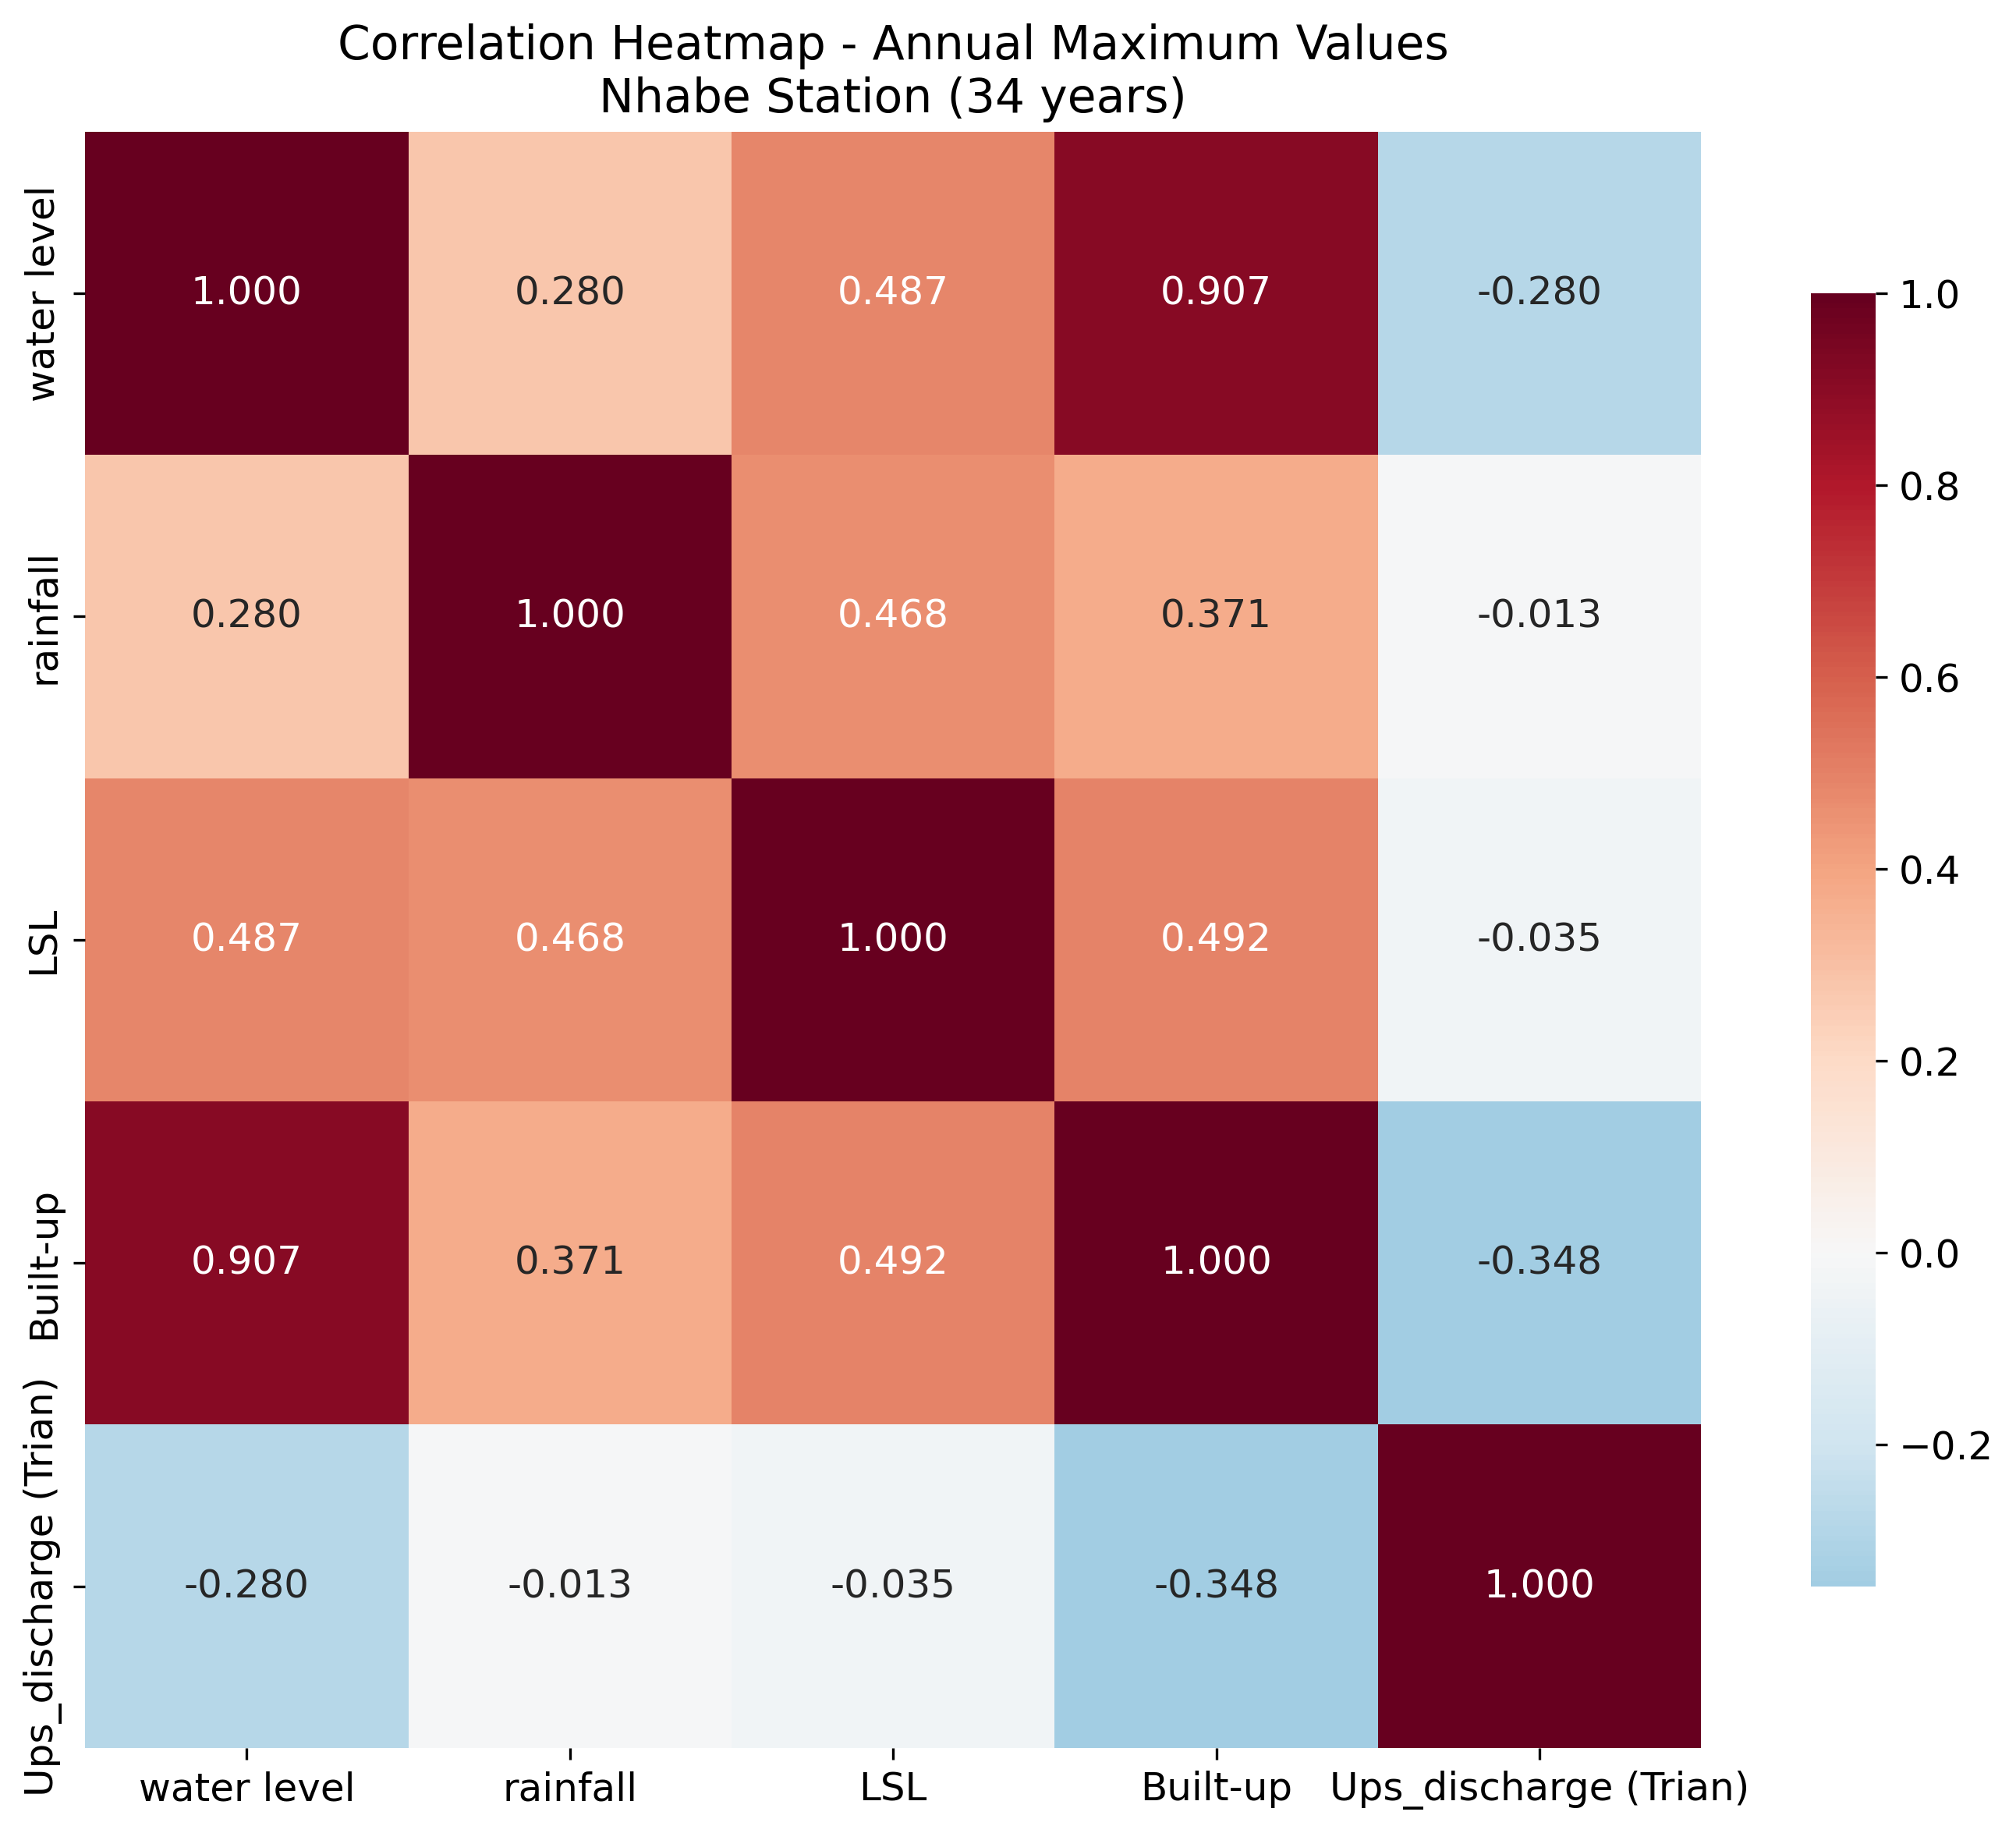 Correlation Heatmap - Annual Maximum Values
Nhabe Station (34 years)
water level
1.000 0.280 0.487 0.907 -0.280
rainfall
0.280 1.000 0.468 0.371 -0.013
LSL
0.487 0.468 1.000 0.492 -0.035
Built-up
0.907 0.371 0.492 1.000 -0.348
Ups_discharge (Trian)
-0.280 -0.013 -0.035 -0.348 1.000
water level rainfall LSL Built-up Ups_discharge (Trian)
1.0
0.8
0.6
0.4
0.2
0.0
−0.2